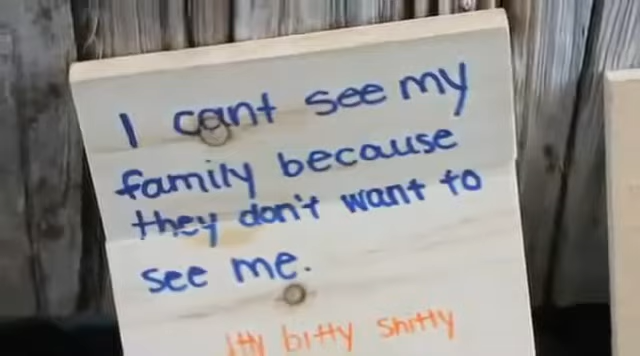 I cant see my
family because
they don't want to
see me.
Itty bitty shitty